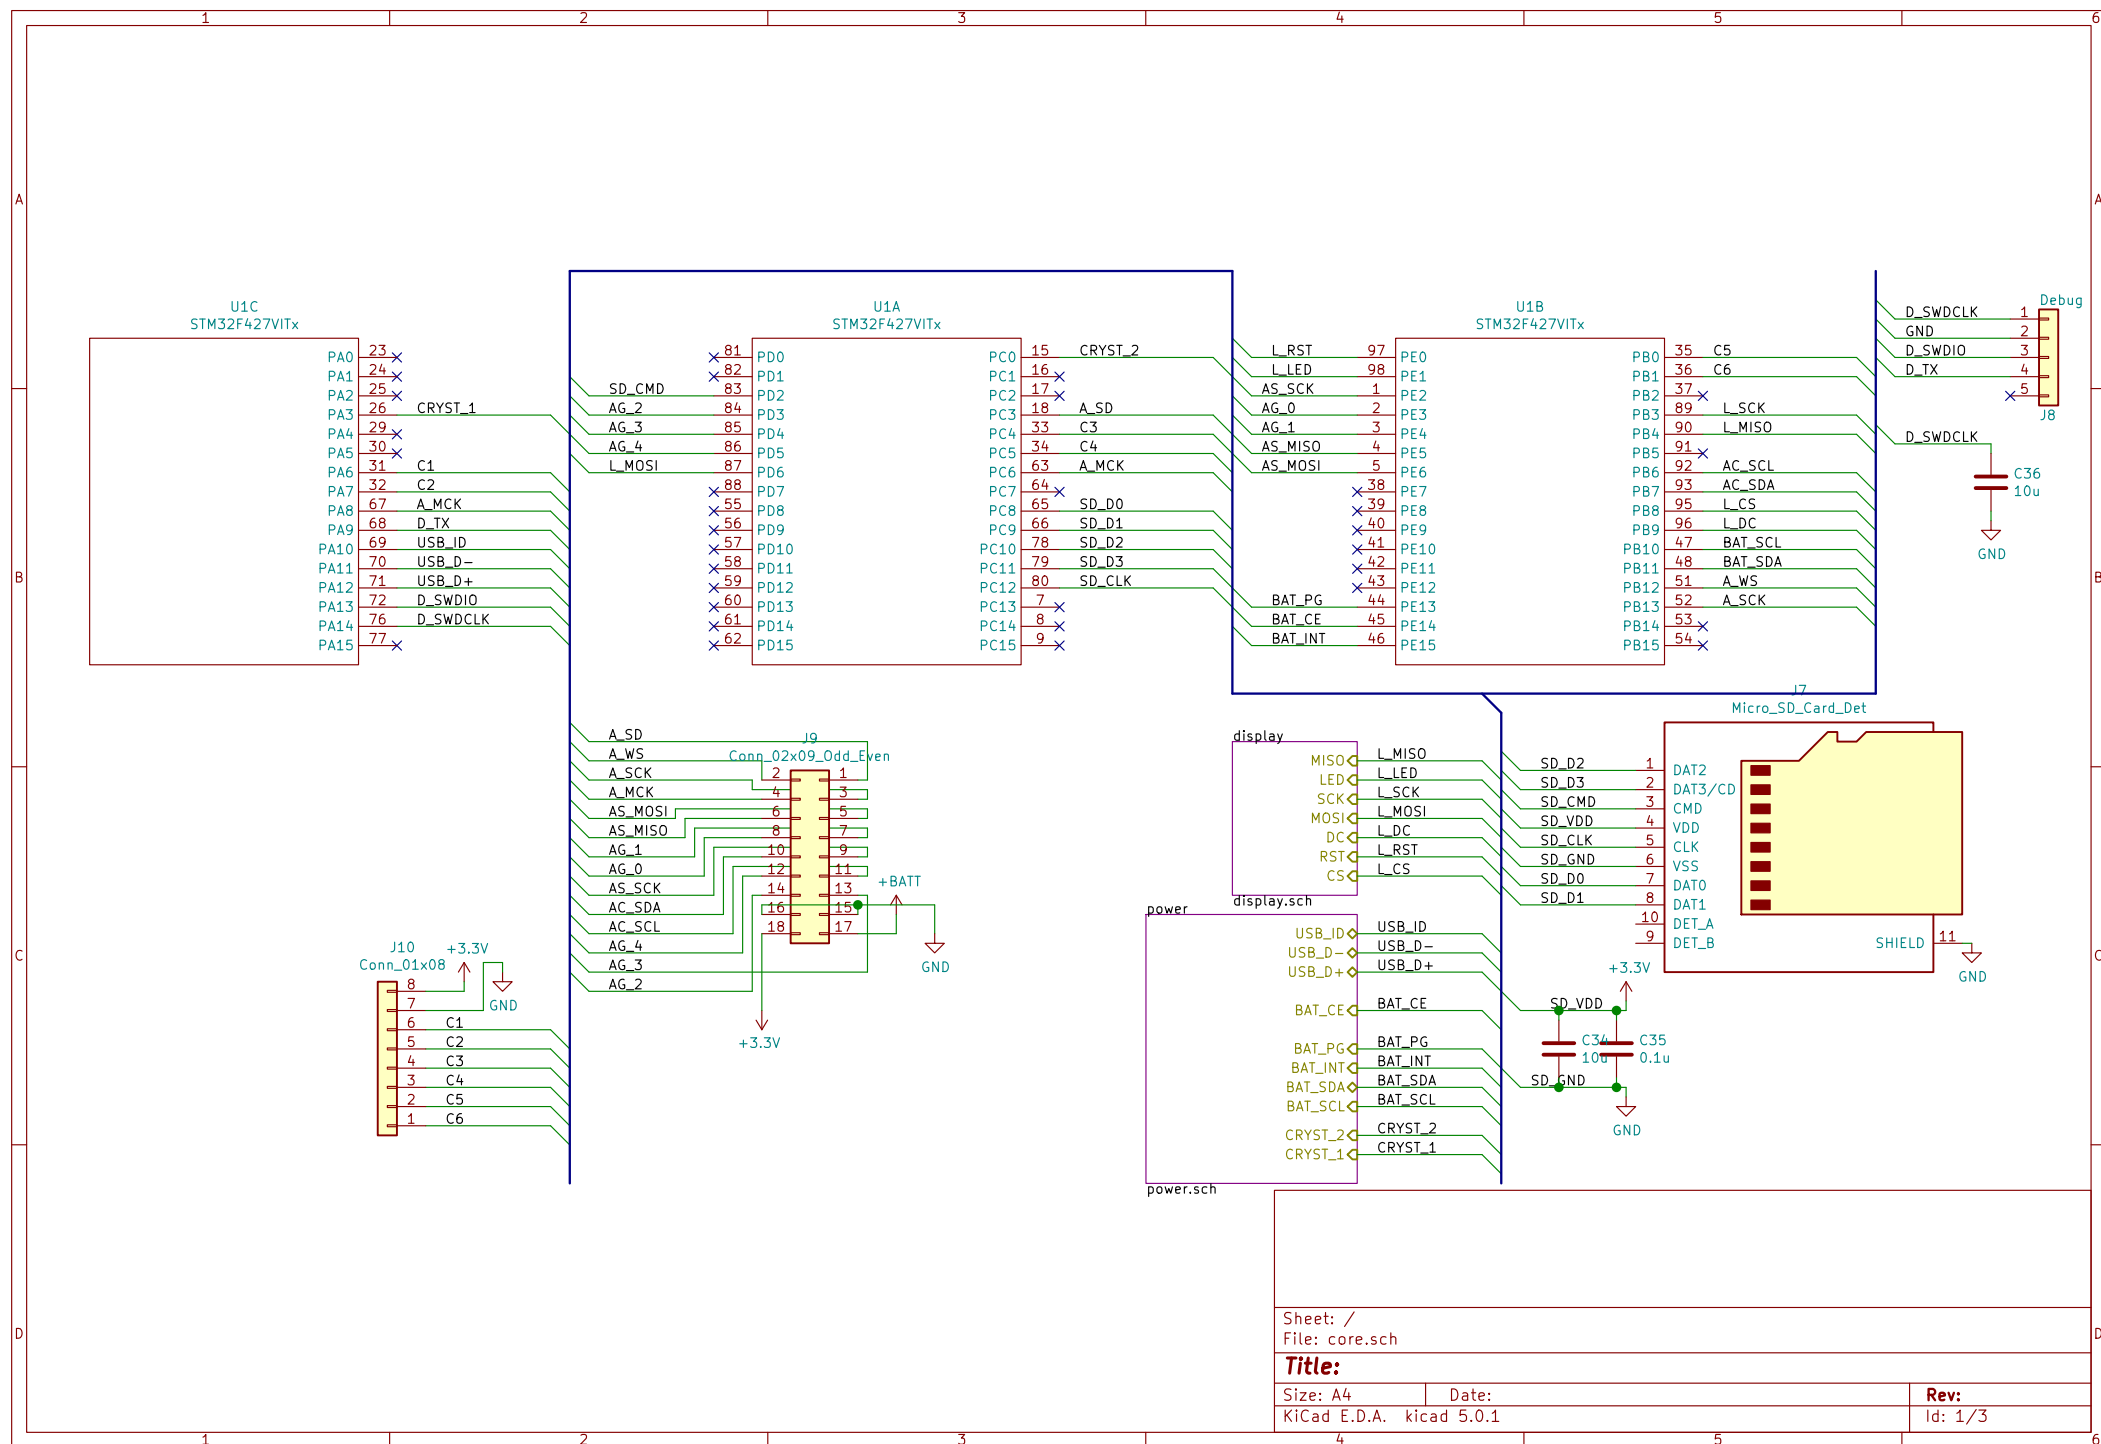 1 2 3 4 5 6
A
B
C
D
U1C
STM32F427VITx
PA0 23
PA1 24
PA2 25
PA3 26 CRYST_1
PA4 29
PA5 30
PA6 31 C1
PA7 32 C2
PA8 67 A_MCK
PA9 68 D_TX
PA10 69 USB_ID
PA11 70 USB_D-
PA12 71 USB_D+
PA13 72 D_SWDIO
PA14 76 D_SWDCLK
PA15 77
U1A
STM32F427VITx
81 PD0 PC0 15 CRYST_2
82 PD1 PC1 16
SD_CMD 83 PD2 PC2 17
AG_2 84 PD3 PC3 18 A_SD
AG_3 85 PD4 PC4 33 C3
AG_4 86 PD5 PC5 34 C4
L_MOSI 87 PD6 PC6 63 A_MCK
88 PD7 PC7 64
55 PD8 PC8 65 SD_D0
56 PD9 PC9 66 SD_D1
57 PD10 PC10 78 SD_D2
58 PD11 PC11 79 SD_D3
59 PD12 PC12 80 SD_CLK
60 PD13 PC13 7
61 PD14 PC14 8
62 PD15 PC15 9
U1B
STM32F427VITx
L_RST 97 PE0 PB0 35 C5
L_LED 98 PE1 PB1 36 C6
AS_SCK 1 PE2 PB2 37
AG_0 2 PE3 PB3 89 L_SCK
AG_1 3 PE4 PB4 90 L_MISO
AS_MISO 4 PE5 PB5 91
AS_MOSI 5 PE6 PB6 92 AC_SCL
38 PE7 PB7 93 AC_SDA
39 PE8 PB8 95 L_CS
40 PE9 PB9 96 L_DC
41 PE10 PB10 47 BAT_SCL
42 PE11 PB11 48 BAT_SDA
43 PE12 PB12 51 A_WS
BAT_PG 44 PE13 PB13 52 A_SCK
BAT_CE 45 PE14 PB14 53
BAT_INT 46 PE15 PB15 54
Debug
D_SWDCLK 1
GND 2
D_SWDIO 3
D_TX 4
5
J8
D_SWDCLK
C36
10u
GND
A_SD
A_WS
A_SCK
A_MCK
AS_MOSI
AS_MISO
AG_1
AG_0
AS_SCK
AC_SDA
AC_SCL
AG_4
AG_3
AG_2
J9
Conn_02x09_Odd_Even
2 1
4 3
6 5
8 7
10 9
12 11
14 13
16 15
18 17
+BATT
GND
+3.3V
J10
Conn_01x08
+3.3V
GND
8
7
6 C1
5 C2
4 C3
3 C4
2 C5
1 C6
display
MISO L_MISO
LED L_LED
SCK L_SCK
MOSI L_MOSI
DC L_DC
RST L_RST
CS L_CS
display.sch
power
USB_ID USB_ID
USB_D- USB_D-
USB_D+ USB_D+
BAT_CE BAT_CE
BAT_PG BAT_PG
BAT_INT BAT_INT
BAT_SDA BAT_SDA
BAT_SCL BAT_SCL
CRYST_2 CRYST_2
CRYST_1 CRYST_1
power.sch
J7
Micro_SD_Card_Det
SD_D2 1 DAT2
SD_D3 2 DAT3/CD
SD_CMD 3 CMD
SD_VDD 4 VDD
SD_CLK 5 CLK
SD_GND 6 VSS
SD_D0 7 DAT0
SD_D1 8 DAT1
10 DET_A
9 DET_B
SHIELD 11
GND
+3.3V
SD_VDD
C34
10u
C35
0.1u
SD_GND
GND
Sheet: /
File: core.sch
Title:
Size: A4 Date: Rev:
KiCad E.D.A. kicad 5.0.1 Id: 1/3
A
B
C
D
1 2 3 4 5 6